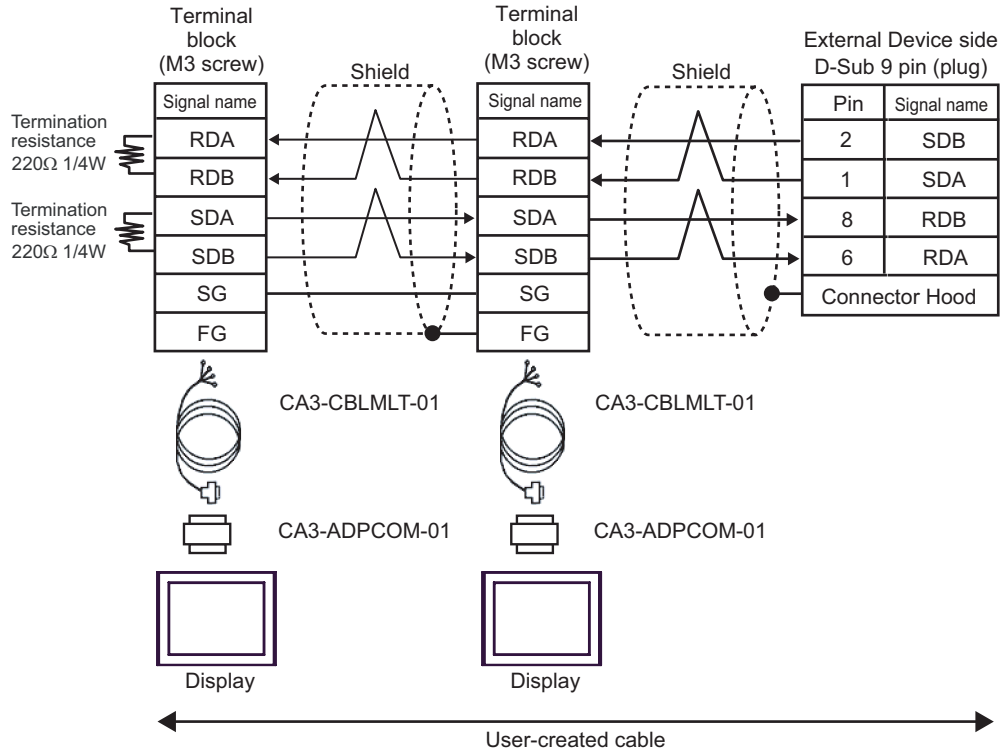 Terminal
block
(M3 screw)
Terminal
block
(M3 screw)
External Device side
D-Sub 9 pin (plug)
Shield
Shield
Signal name
Signal name
Pin
Signal name
Termination
resistance
220Ω 1/4W
RDA
RDA
2
SDB
RDB
RDB
1
SDA
Termination
resistance
220Ω 1/4W
SDA
SDA
8
RDB
SDB
SDB
6
RDA
SG
SG
Connector Hood
FG
FG
CA3-CBLMLT-01
CA3-CBLMLT-01
CA3-ADPCOM-01
CA3-ADPCOM-01
Display
Display
User-created cable